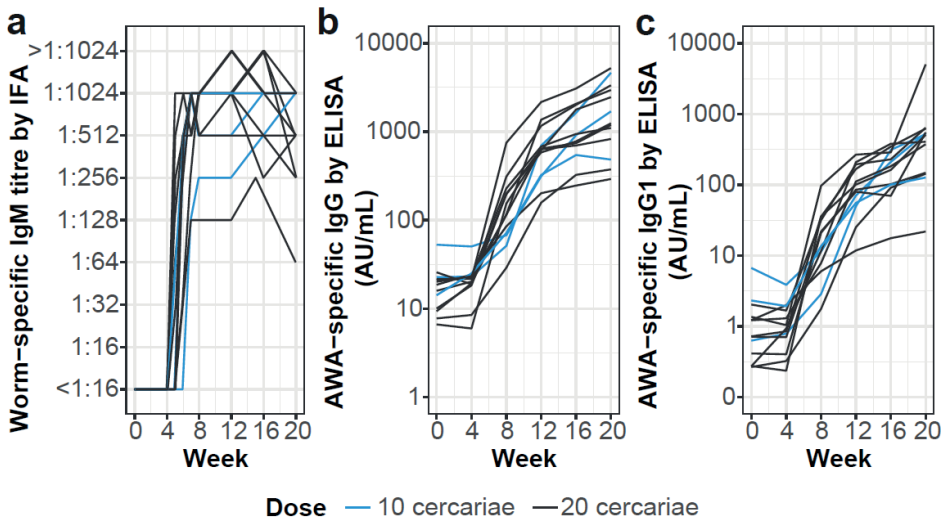 a
Worm-specific IgM titre by IFA
>1:1024
1:1024
1:512
1:256
1:128
1:64
1:32
1:16
<1:16
0 4 8 12 16 20
Week
b
AWA-specific IgG by ELISA
(AU/mL)
10000
1000
100
10
1
0 4 8 12 16 20
Week
c
AWA-specific IgG1 by ELISA
(AU/mL)
10000
1000
100
10
1
0
0 4 8 12 16 20
Week
Dose 10 cercariae 20 cercariae